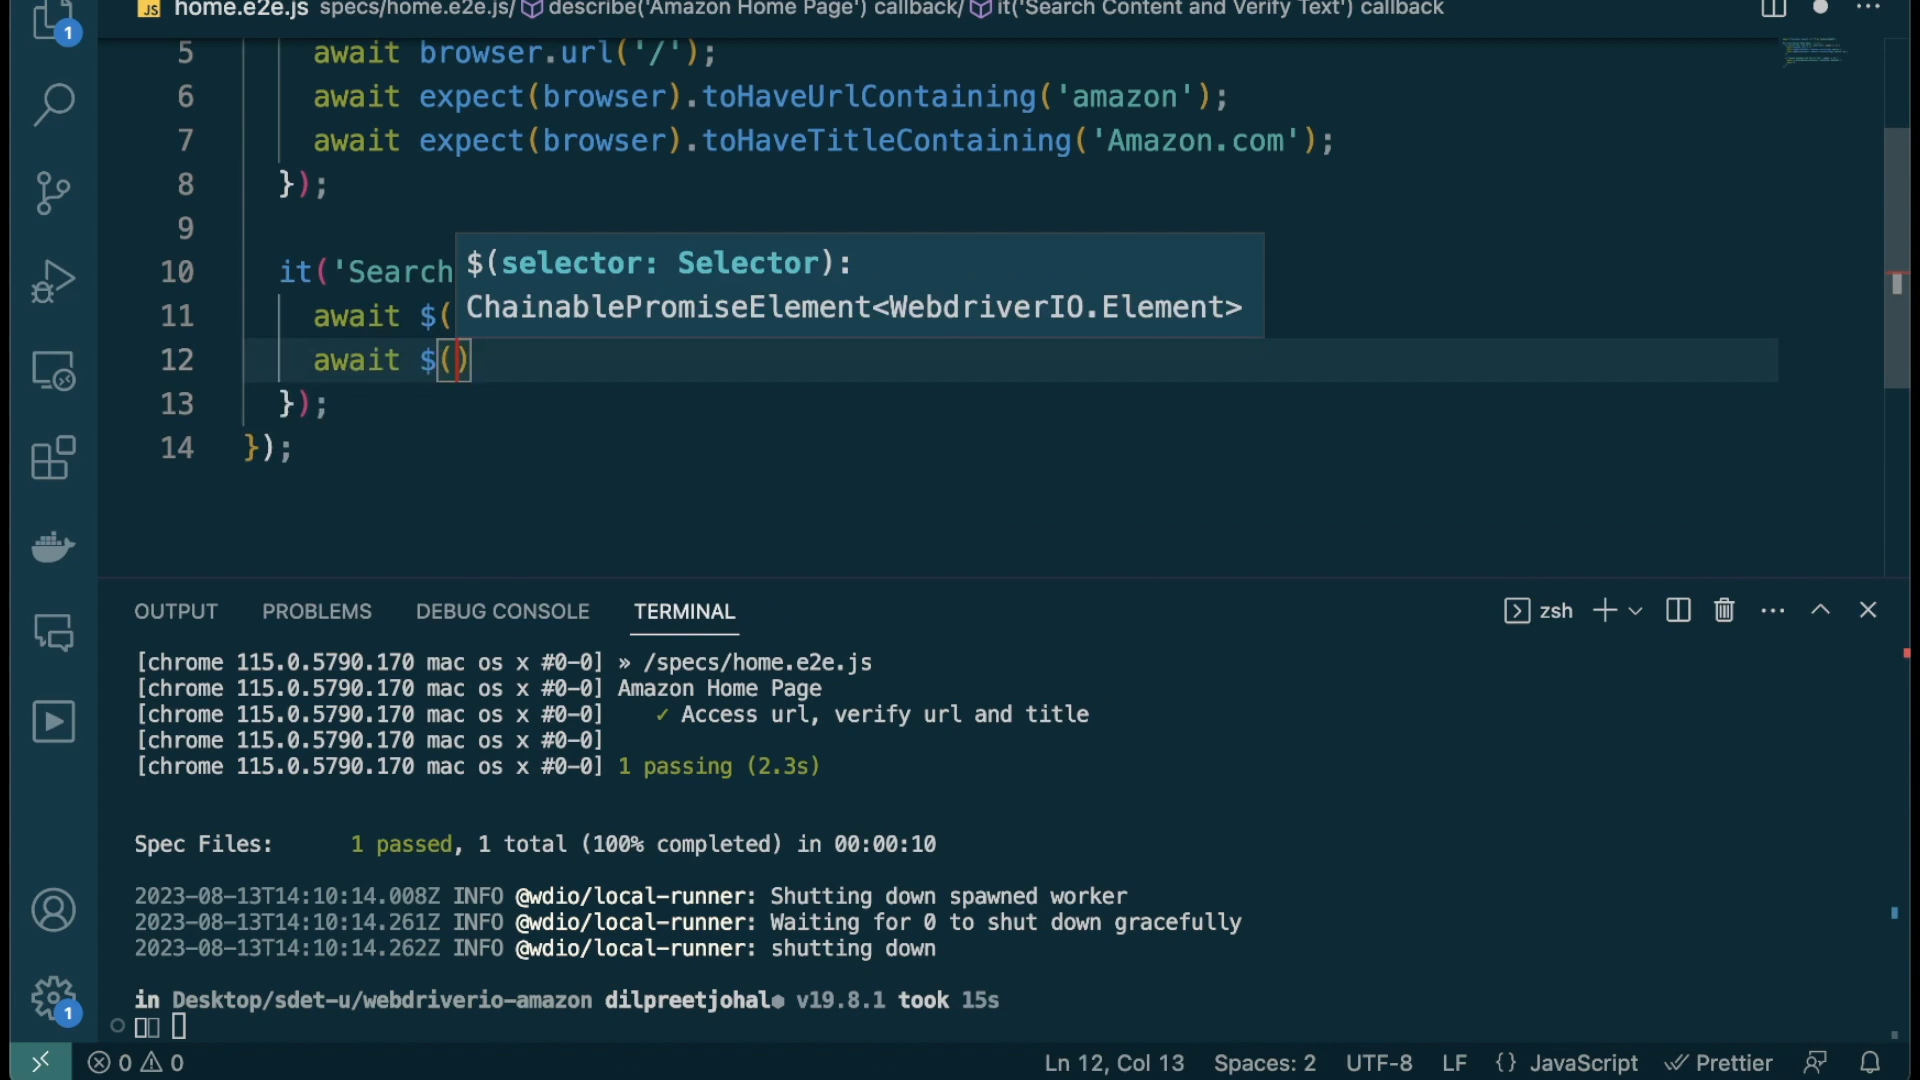 1
JS home.e2e.js specs/home.e2e.js/ describe('Amazon Home Page') callback/ it('Search Content and Verify Text') callback
5 await browser.url('/');
6 await expect(browser).toHaveUrlContaining('amazon');
7 await expect(browser).toHaveTitleContaining('Amazon.com');
8 });
9
10 it('Search
$(selector: Selector):
ChainablePromiseElement<WebdriverIO.Element>
11 await $(
12 await $()
13 });
14 });
OUTPUT PROBLEMS DEBUG CONSOLE TERMINAL zsh
[chrome 115.0.5790.170 mac os x #0-0] » /specs/home.e2e.js
[chrome 115.0.5790.170 mac os x #0-0] Amazon Home Page
[chrome 115.0.5790.170 mac os x #0-0] ✓ Access url, verify url and title
[chrome 115.0.5790.170 mac os x #0-0]
[chrome 115.0.5790.170 mac os x #0-0] 1 passing (2.3s)
Spec Files: 1 passed, 1 total (100% completed) in 00:00:10
2023-08-13T14:10:14.008Z INFO @wdio/local-runner: Shutting down spawned worker
2023-08-13T14:10:14.261Z INFO @wdio/local-runner: Waiting for 0 to shut down gracefully
2023-08-13T14:10:14.262Z INFO @wdio/local-runner: shutting down
in Desktop/sdet-u/webdriverio-amazon dilpreetjohal● v19.8.1 took 15s
1
0 0 Ln 12, Col 13 Spaces: 2 UTF-8 LF {} JavaScript Prettier